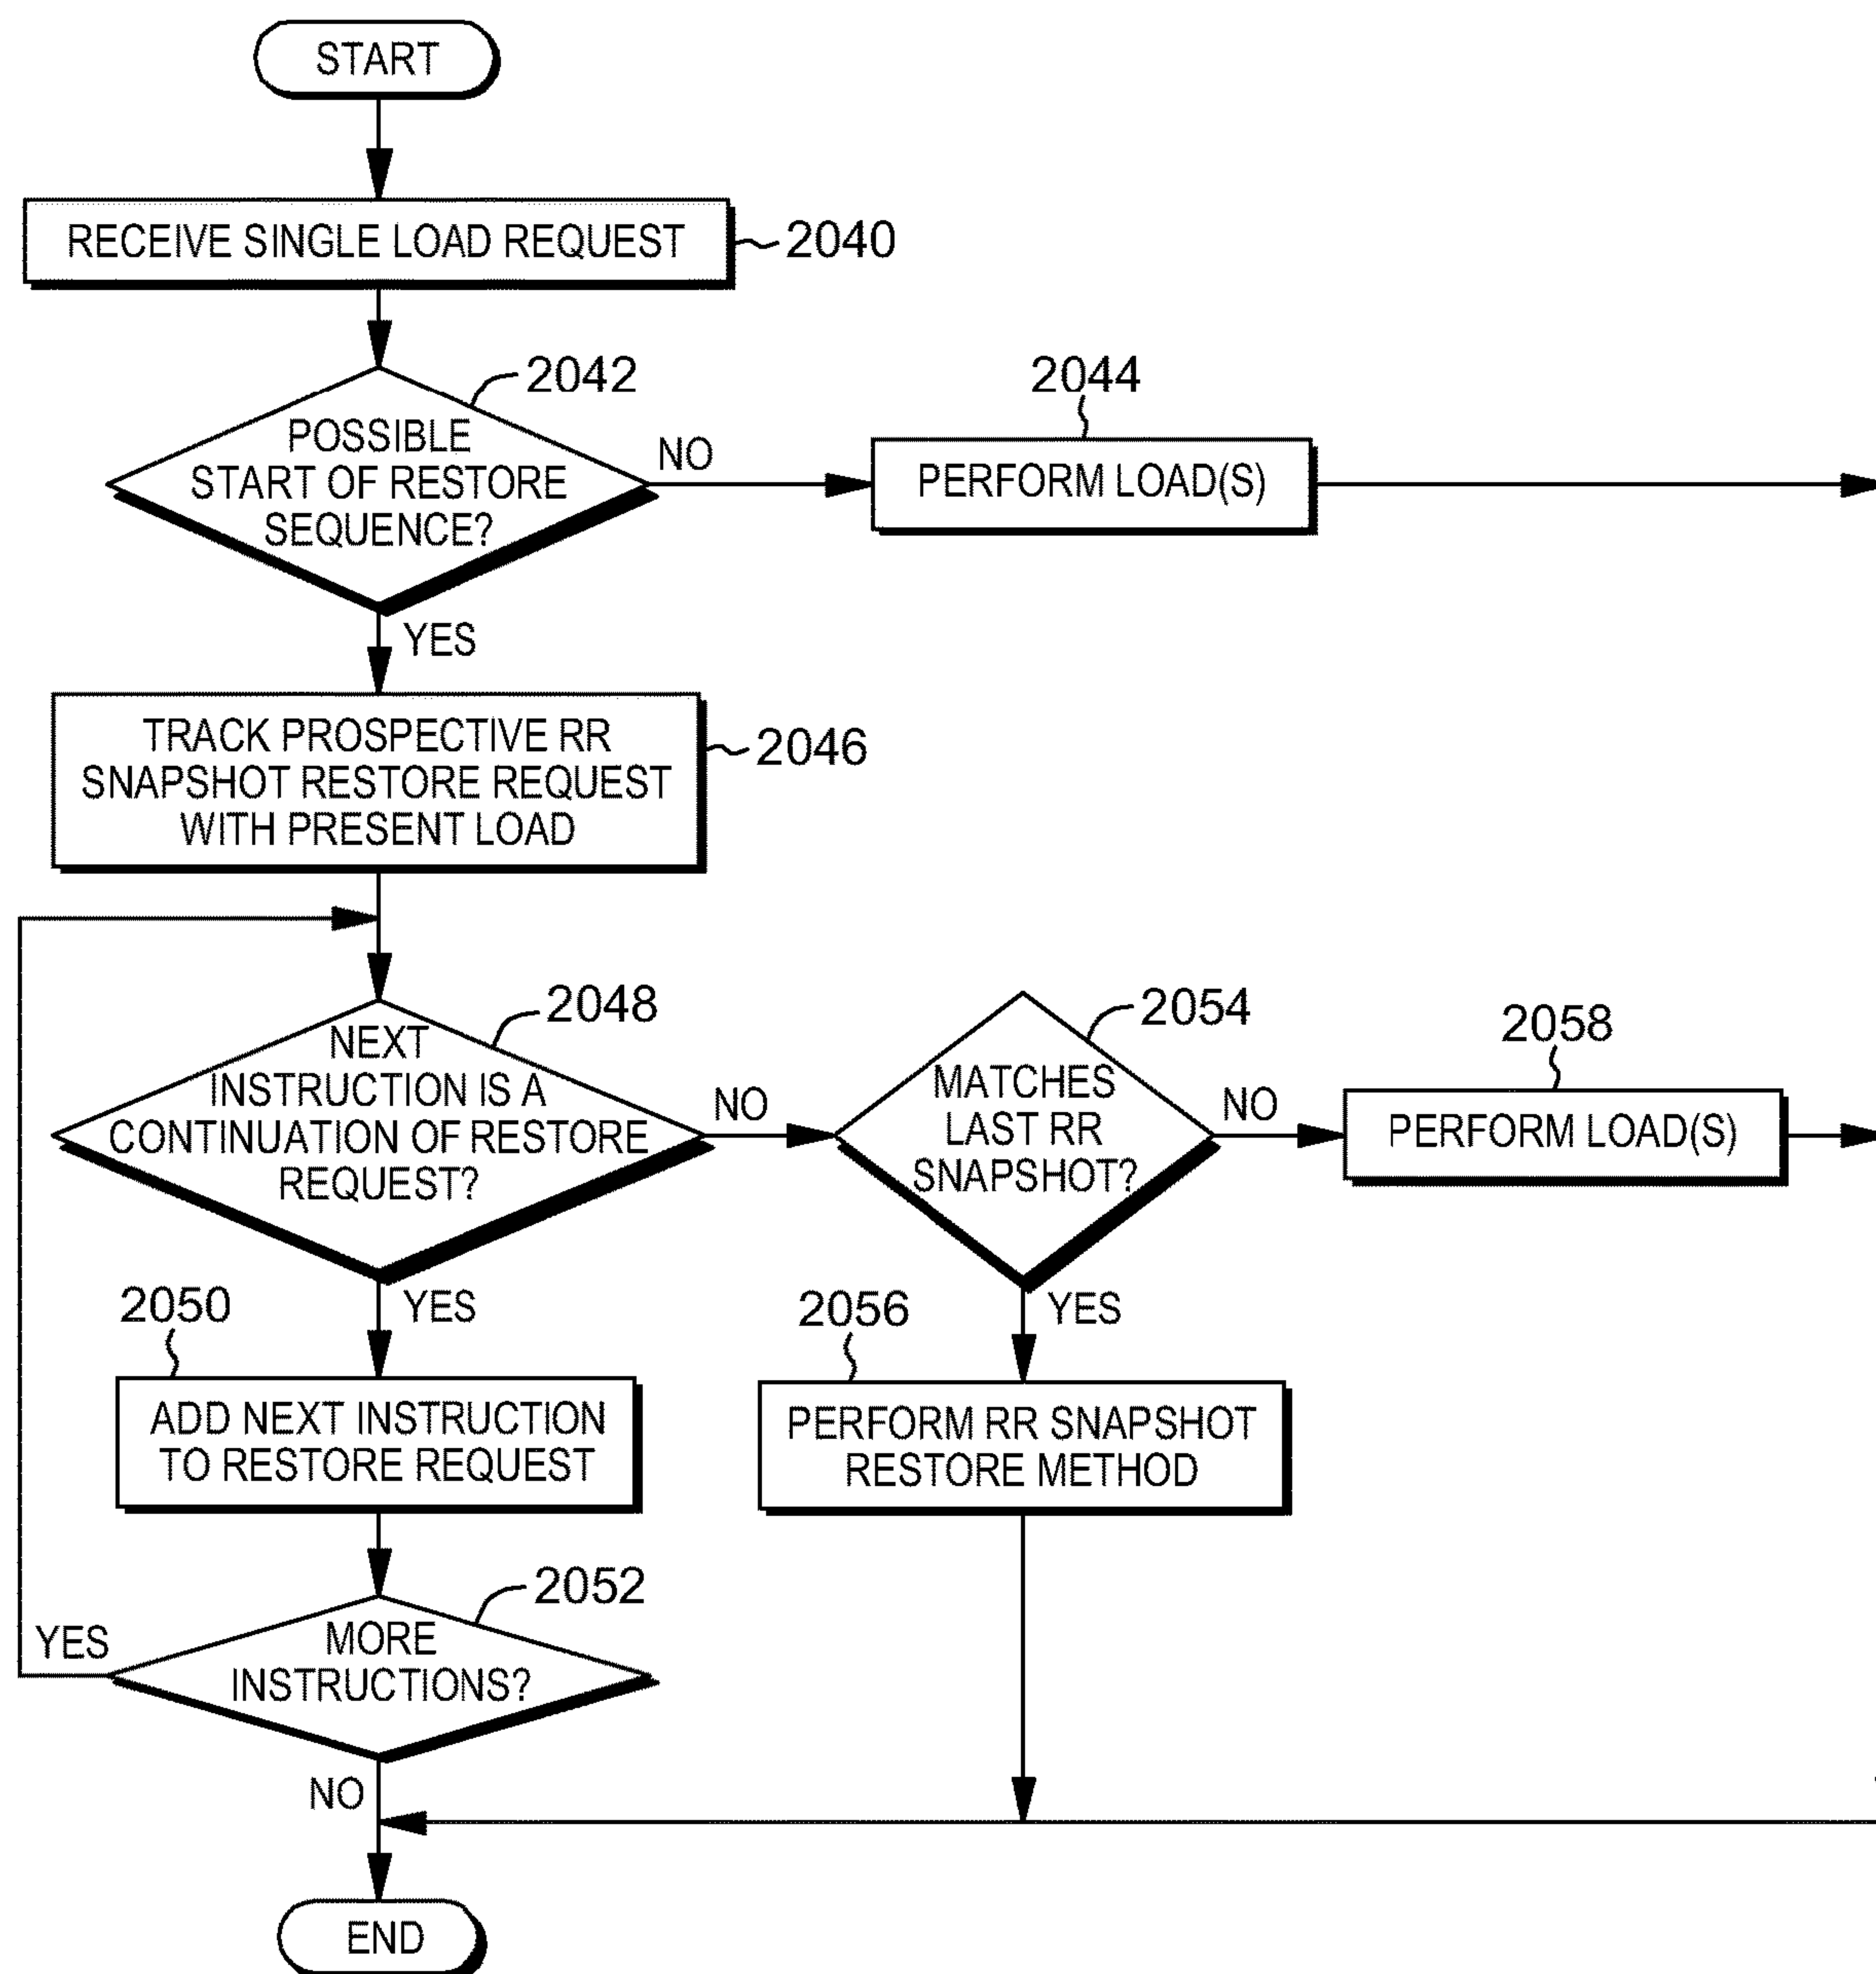 START
RECEIVE SINGLE LOAD REQUEST
2040
2042
POSSIBLE
START OF RESTORE
SEQUENCE?
NO
2044
PERFORM LOAD(S)
YES
TRACK PROSPECTIVE RR
SNAPSHOT RESTORE REQUEST
WITH PRESENT LOAD
2046
2048
NEXT
INSTRUCTION IS A
CONTINUATION OF RESTORE
REQUEST?
NO
2054
MATCHES
LAST RR
SNAPSHOT?
NO
2058
PERFORM LOAD(S)
YES
2050
ADD NEXT INSTRUCTION
TO RESTORE REQUEST
YES
2056
PERFORM RR SNAPSHOT
RESTORE METHOD
2052
MORE
INSTRUCTIONS?
YES
NO
END